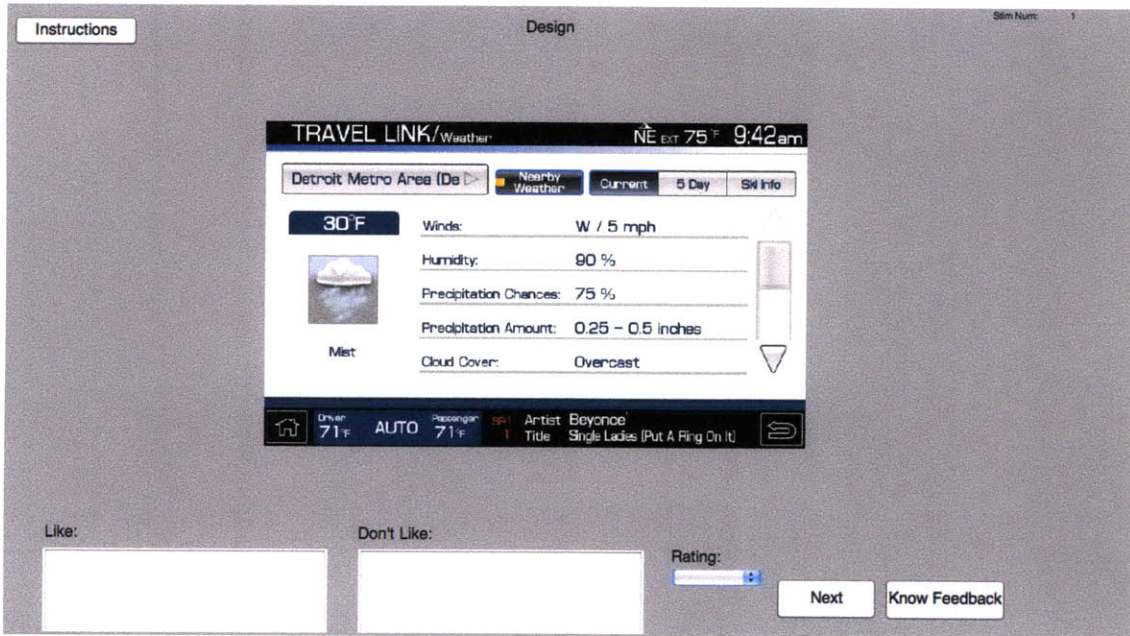 Instructions
Design
Stim Num: 1
TRAVEL LINK/Weather
NE EXT 75°F 9:42am
Detroit Metro Area (De
Nearby
Weather
Current
5 Day
Ski Info
30°F
Winds: W / 5 mph
Humidity: 90 %
Precipitation Chances: 75 %
Precipitation Amount: 0.25 - 0.5 inches
Mist
Cloud Cover: Overcast
Driver
71°F
AUTO
Passenger
71°F
SR1
1
Artist Beyonce'
Title Single Ladies (Put A Ring On It)
Like:
Don't Like:
Rating:
Next
Know Feedback